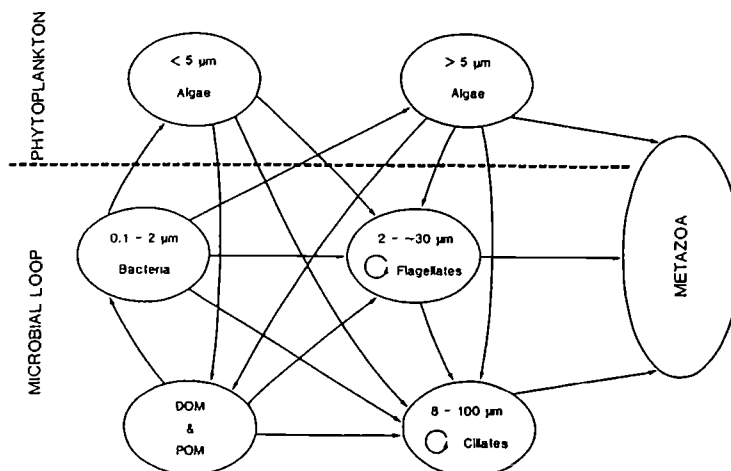 PHYTOPLANKTON
< 5 µm
Algae
> 5 µm
Algae
MICROBIAL LOOP
0.1 - 2 µm
Bacteria
2 - ~30 µm
Flagellates
METAZOA
DOM
&
POM
8 - 100 µm
Ciliates